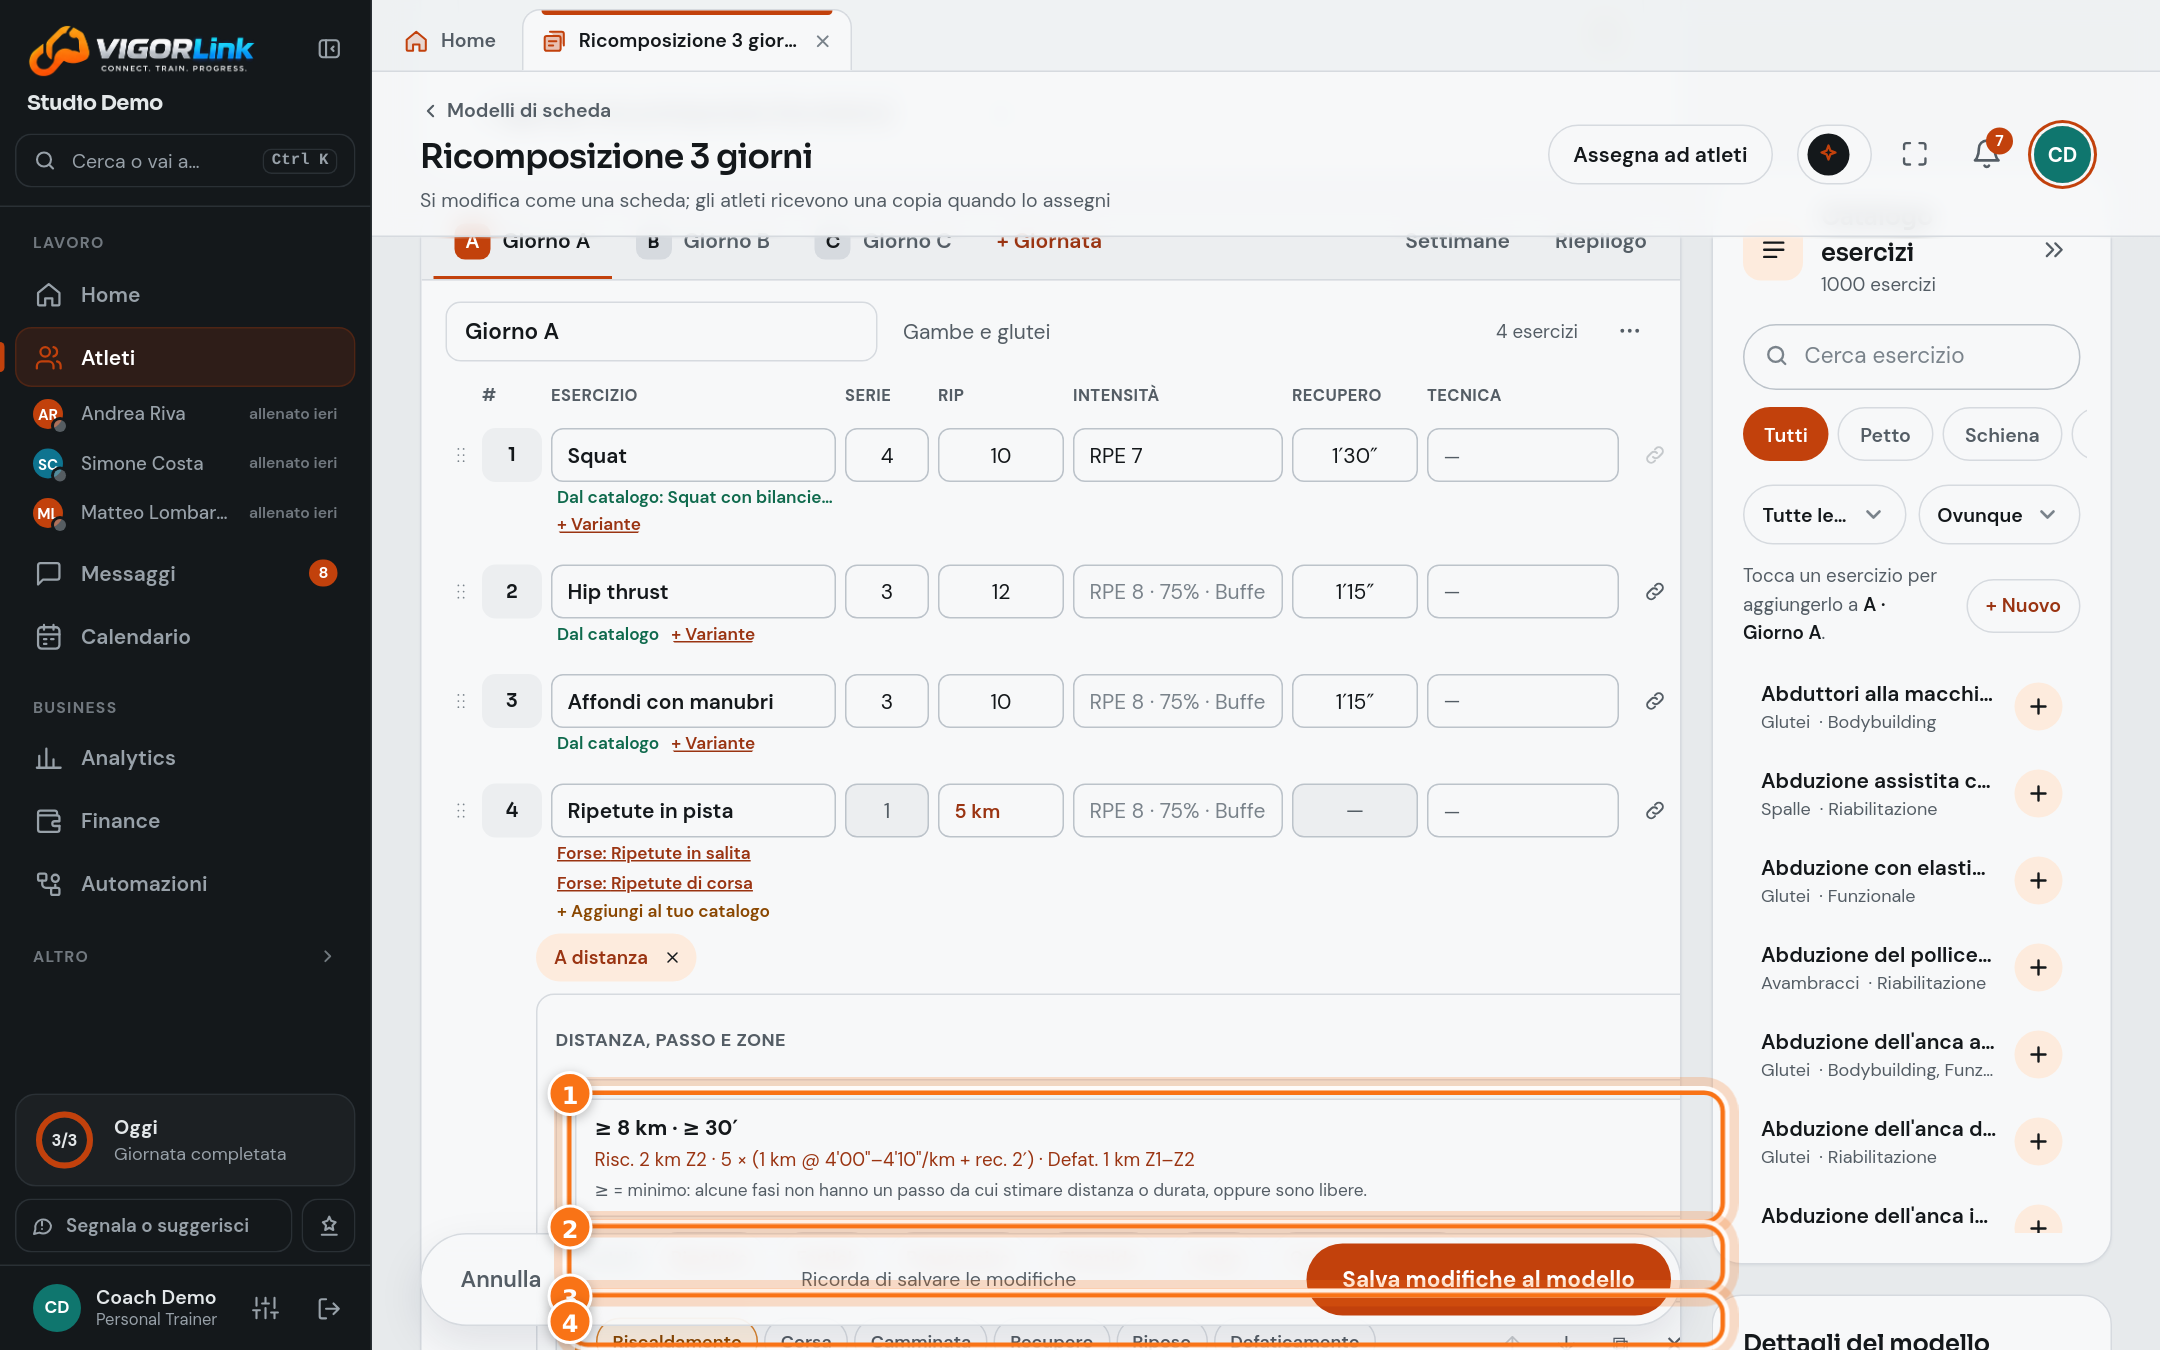 VIGORLink
CONNECT. TRAIN. PROGRESS.
Studio Demo
Cerca o vai a... Ctrl K
LAVORO
Home
Atleti
AR Andrea Riva allenato ieri
SC Simone Costa allenato ieri
ML Matteo Lombar... allenato ieri
Messaggi 8
Calendario
BUSINESS
Analytics
Finance
Automazioni
ALTRO
3/3 Oggi
Giornata completata
Segnala o suggerisci
CD Coach Demo
Personal Trainer
Home
Ricomposizione 3 gior...
Modelli di scheda
Ricomposizione 3 giorni
Si modifica come una scheda; gli atleti ricevono una copia quando lo assegni
Assegna ad atleti
7
CD
A Giorno A B Giorno B C Giorno C + Giornata Settimane Riepilogo
Giorno A Gambe e glutei 4 esercizi
# ESERCIZIO SERIE RIP INTENSITÀ RECUPERO TECNICA
1 Squat 4 10 RPE 7 1′30″ —
Dal catalogo: Squat con bilancie...
+ Variante
2 Hip thrust 3 12 RPE 8 · 75% · Buffe 1′15″ —
Dal catalogo + Variante
3 Affondi con manubri 3 10 RPE 8 · 75% · Buffe 1′15″ —
Dal catalogo + Variante
4 Ripetute in pista 1 5 km RPE 8 · 75% · Buffe — —
Forse: Ripetute in salita
Forse: Ripetute di corsa
+ Aggiungi al tuo catalogo
A distanza ×
DISTANZA, PASSO E ZONE
1
≥ 8 km · ≥ 30′
Risc. 2 km Z2 · 5 × (1 km @ 4'00"–4'10"/km + rec. 2′) · Defat. 1 km Z1–Z2
≥ = minimo: alcune fasi non hanno un passo da cui stimare distanza o durata, oppure sono libere.
2
Annulla Ricorda di salvare le modifiche Salva modifiche al modello
3
4
Riscaldamento Corsa Camminata Recupero Riposo Defaticamento
esercizi
1000 esercizi
Cerca esercizio
Tutti Petto Schiena
Tutte le... Ovunque
Tocca un esercizio per
aggiungerlo a A ·
Giorno A.
+ Nuovo
Abduttori alla macchi...
Glutei · Bodybuilding
Abduzione assistita c...
Spalle · Riabilitazione
Abduzione con elasti...
Glutei · Funzionale
Abduzione del pollice...
Avambracci · Riabilitazione
Abduzione dell'anca a...
Glutei · Bodybuilding, Funz...
Abduzione dell'anca d...
Glutei · Riabilitazione
Abduzione dell'anca i...
Dettagli del modello